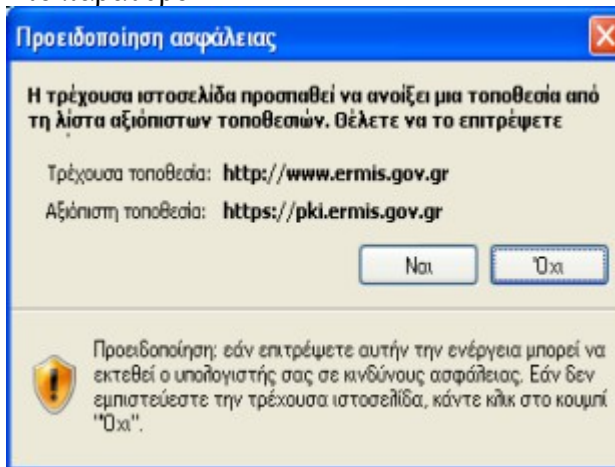 Προειδοποίηση ασφάλειας
Η τρέχουσα ιστοσελίδα προσπαθεί να ανοίξει μια τοποθεσία από
τη λίστα αξιόπιστων τοποθεσιών. Θέλετε να το επιτρέψετε
Τρέχουσα τοποθεσία: http://www.ermis.gov.gr
Αξιόπιστη τοποθεσία: https://pki.ermis.gov.gr
Ναι Όχι
Προειδοποίηση: εάν επιτρέψετε αυτήν την ενέργεια μπορεί να
εκτεθεί ο υπολογιστής σας σε κινδύνους ασφάλειας. Εάν δεν
εμπιστεύεστε την τρέχουσα ιστοσελίδα, κάντε κλικ στο κουμπί
"Όχι".